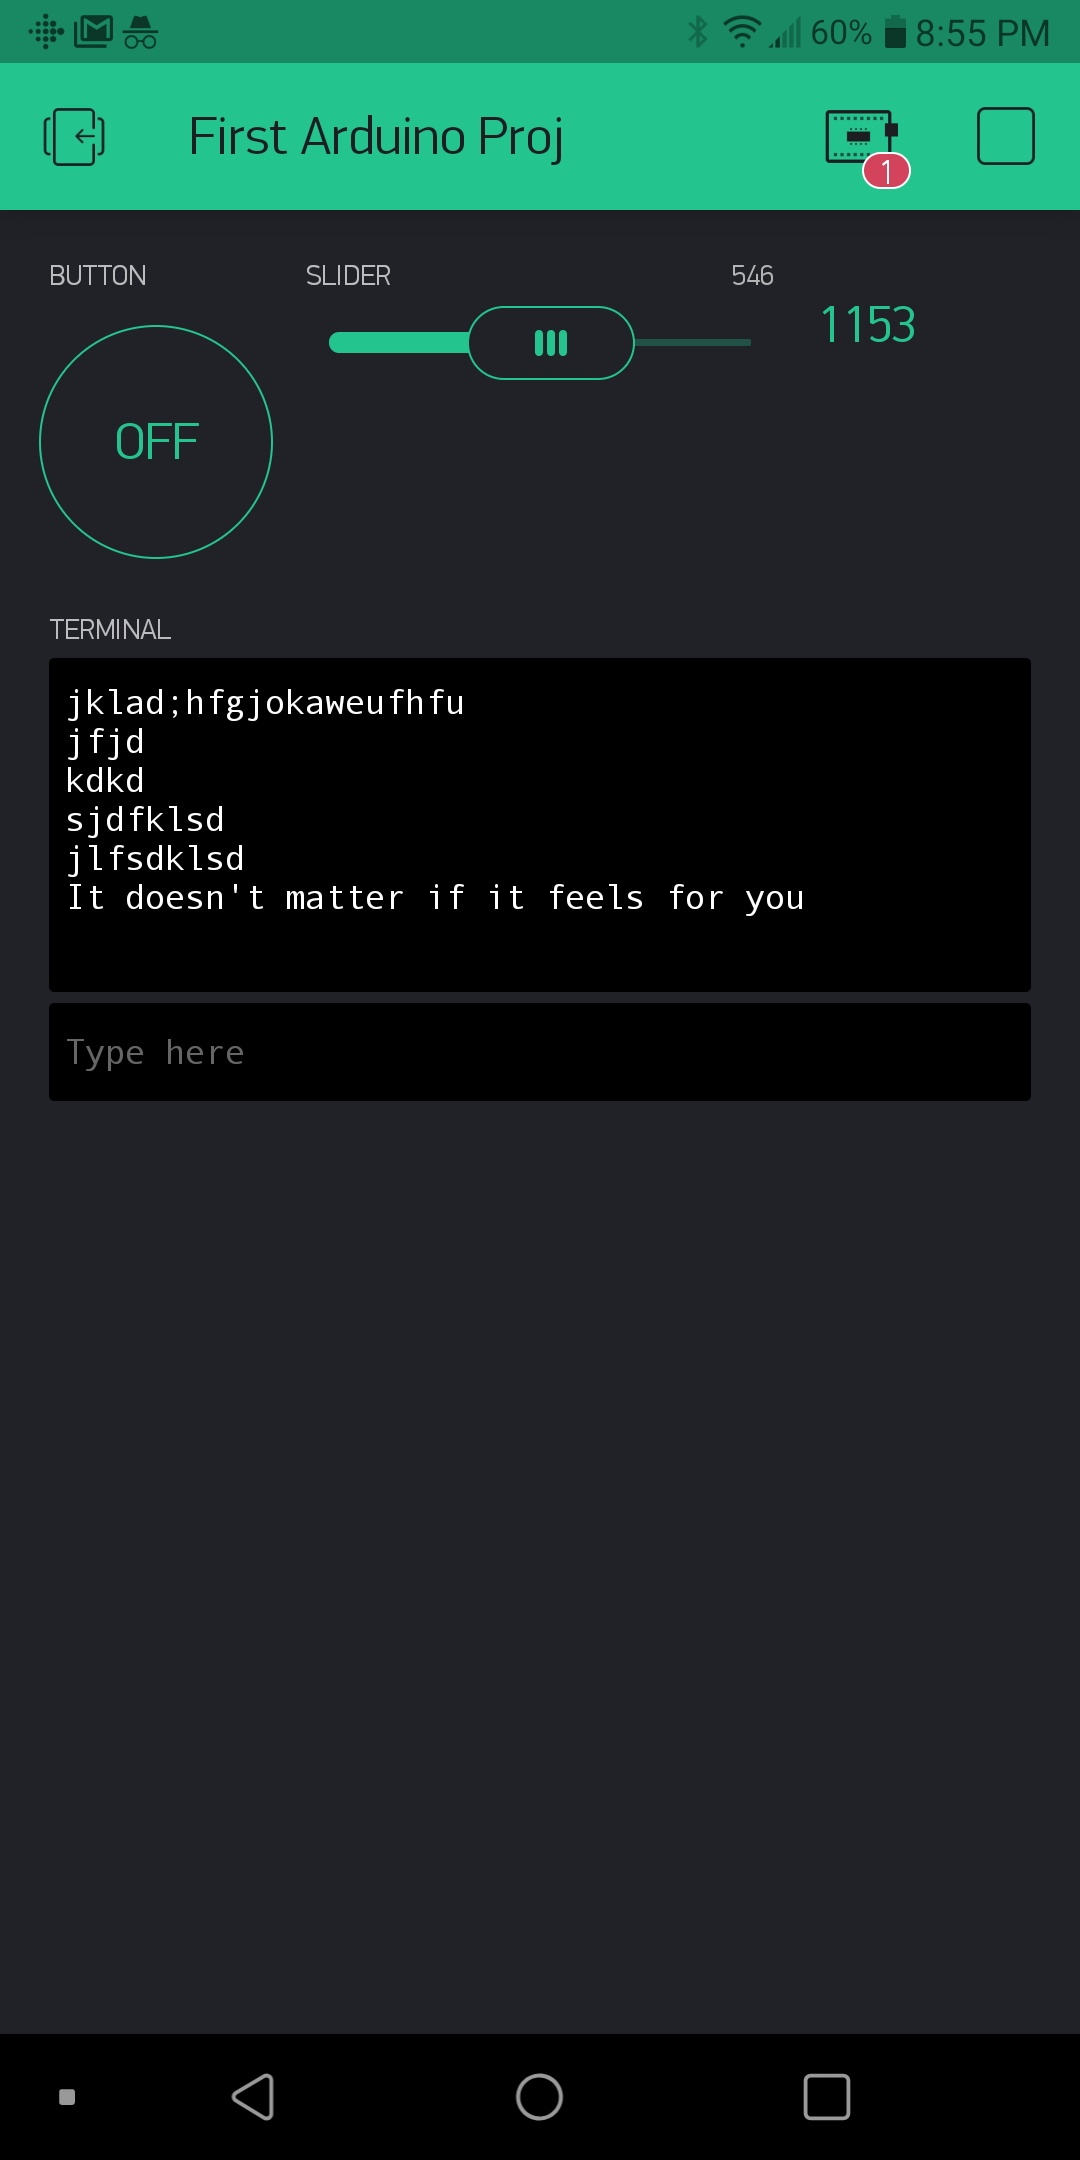 60% 8:55 PM
First Arduino Proj
1
BUTTON
SLIDER 546
1153
OFF
TERMINAL
jklad;hfgjokaweufhfu
jfjd
kdkd
sjdfklsd
jlfsdklsd
It doesn't matter if it feels for you
Type here